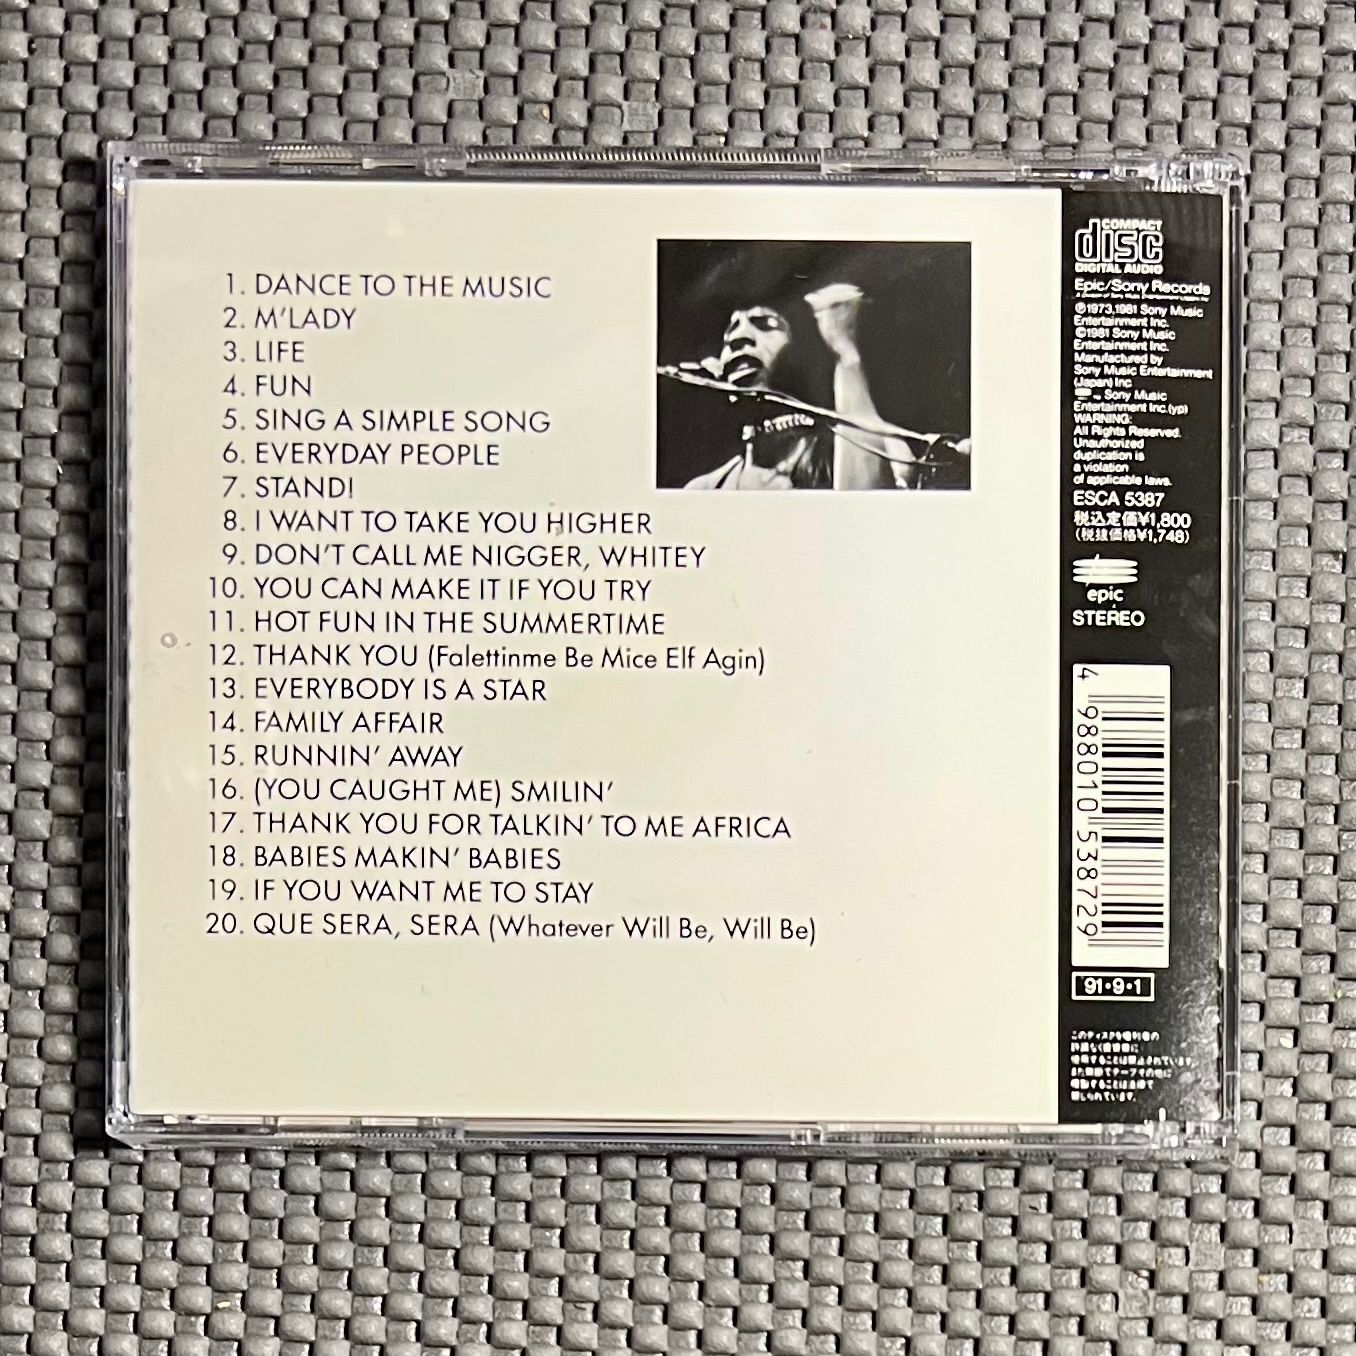 1. DANCE TO THE MUSIC
2. M'LADY
3. LIFE
4. FUN
5. SING A SIMPLE SONG
6. EVERYDAY PEOPLE
7. STAND!
8. I WANT TO TAKE YOU HIGHER
9. DON'T CALL ME NIGGER, WHITEY
10. YOU CAN MAKE IT IF YOU TRY
11. HOT FUN IN THE SUMMERTIME
12. THANK YOU (Falettinme Be Mice Elf Agin)
13. EVERYBODY IS A STAR
14. FAMILY AFFAIR
15. RUNNIN' AWAY
16. (YOU CAUGHT ME) SMILIN'
17. THANK YOU FOR TALKIN' TO ME AFRICA
18. BABIES MAKIN' BABIES
19. IF YOU WANT ME TO STAY
20. QUE SERA, SERA (Whatever Will Be, Will Be)
COMPACT
disc
DIGITAL AUDIO
Epic/Sony Records
℗1973,1981 Sony Music
Entertainment Inc.
©1981 Sony Music
Entertainment Inc.
Manufactured by
Sony Music Entertainment
(Japan) Inc
Sony Music
Entertainment Inc.(yp)
WARNING:
All Rights Reserved.
Unauthorized
duplication is
a violation
of applicable laws.
ESCA 5387
税込定価¥1,800
(税抜価格¥1,748)
epic
STEREO
4 988010 538729
91・9・1